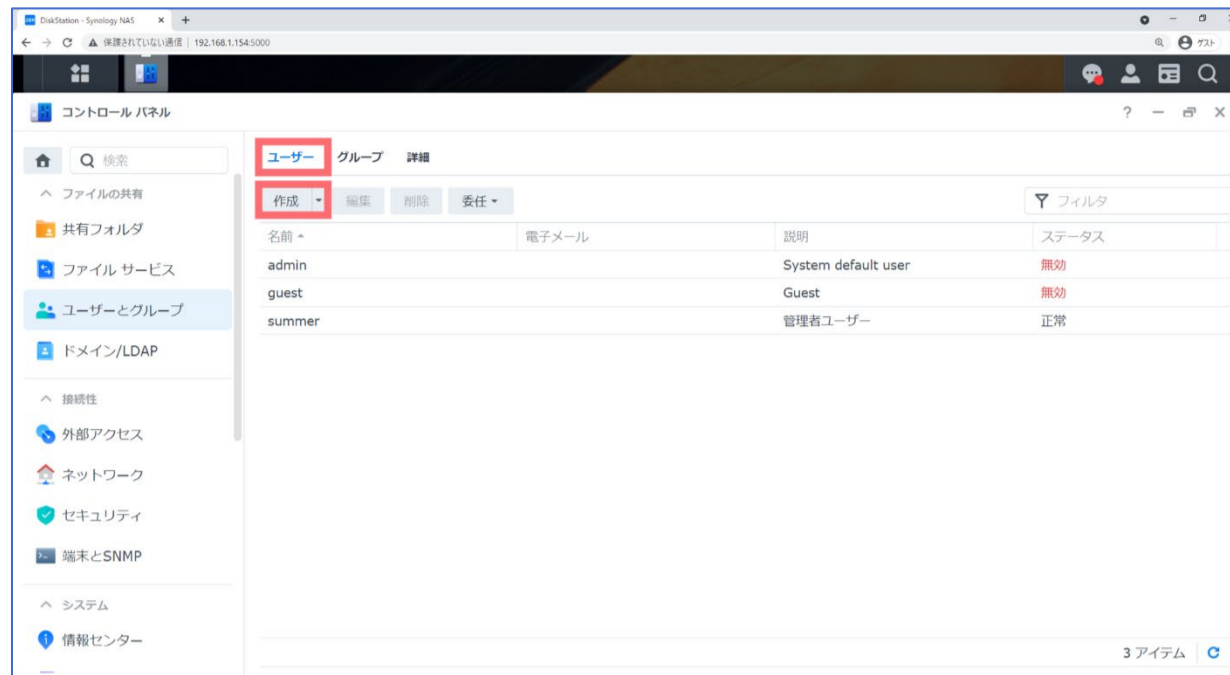 DiskStation - Synology NAS
保護されていない通信 | 192.168.1.154:5000
ゲスト
コントロール パネル
検索
ユーザー グループ 詳細
ファイルの共有
作成 編集 削除 委任 フィルタ
共有フォルダ
名前 電子メール 説明 ステータス
ファイル サービス
admin System default user 無効
guest Guest 無効
ユーザーとグループ
summer 管理者ユーザー 正常
ドメイン/LDAP
接続性
外部アクセス
ネットワーク
セキュリティ
端末とSNMP
システム
情報センター
3 アイテム